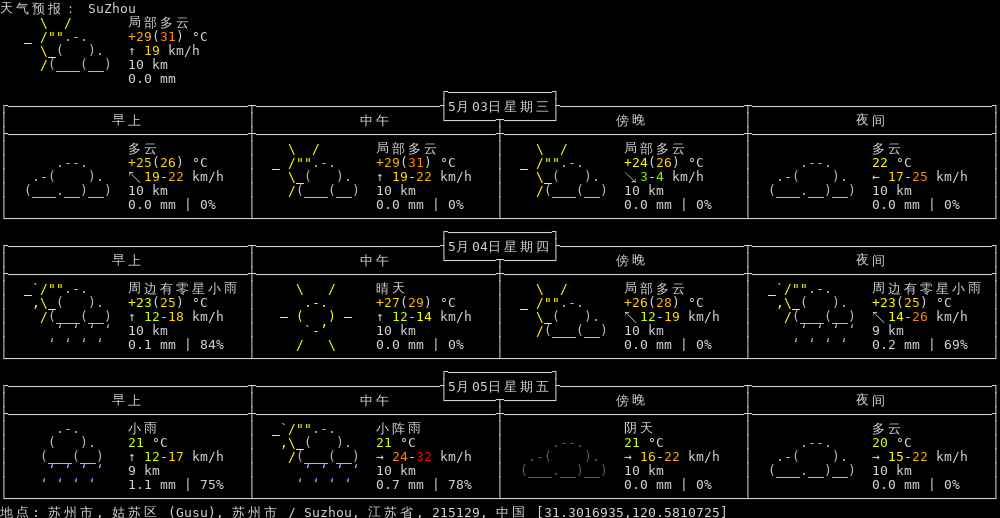 天气预报: SuZhou
局部多云
+29(31) °C
↑ 19 km/h
10 km
0.0 mm
5月03日星期三
早上 中午 傍晚 夜间
多云 局部多云 局部多云 多云
+25(26) °C +29(31) °C +24(26) °C 22 °C
↖ 19-22 km/h ↑ 19-22 km/h ↘ 3-4 km/h ← 17-25 km/h
10 km 10 km 10 km 10 km
0.0 mm | 0% 0.0 mm | 0% 0.0 mm | 0% 0.0 mm | 0%
5月04日星期四
早上 中午 傍晚 夜间
周边有零星小雨 晴天 局部多云 周边有零星小雨
+23(25) °C +27(29) °C +26(28) °C +23(25) °C
↑ 12-18 km/h ↑ 12-14 km/h ↖ 12-19 km/h ↖ 14-26 km/h
10 km 10 km 10 km 9 km
0.1 mm | 84% 0.0 mm | 0% 0.0 mm | 0% 0.2 mm | 69%
5月05日星期五
早上 中午 傍晚 夜间
小雨 小阵雨 阴天 多云
21 °C 21 °C 21 °C 20 °C
↑ 12-17 km/h → 24-32 km/h → 16-22 km/h → 15-22 km/h
9 km 10 km 10 km 10 km
1.1 mm | 75% 0.7 mm | 78% 0.0 mm | 0% 0.0 mm | 0%
地点: 苏州市, 姑苏区 (Gusu), 苏州市 / Suzhou, 江苏省, 215129, 中国 [31.3016935,120.5810725]